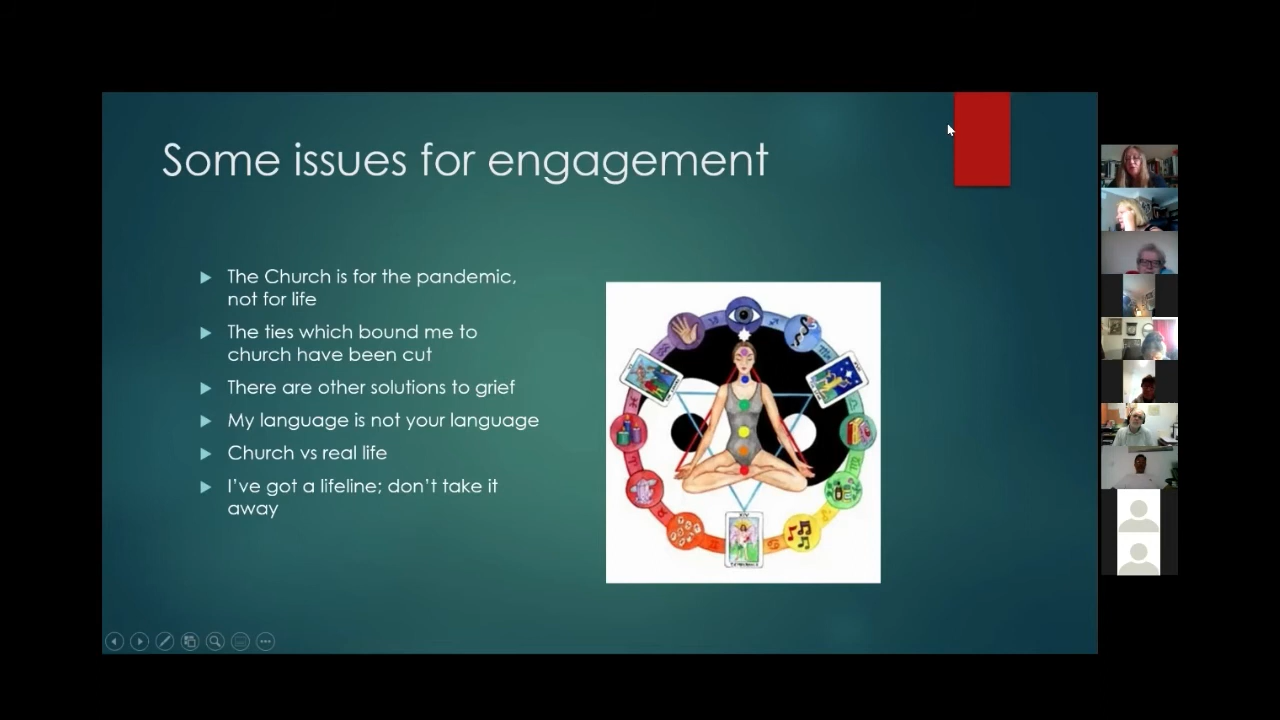 Some issues for engagement
The Church is for the pandemic,
not for life
The ties which bound me to
church have been cut
There are other solutions to grief
My language is not your language
Church vs real life
I’ve got a lifeline; don’t take it
away